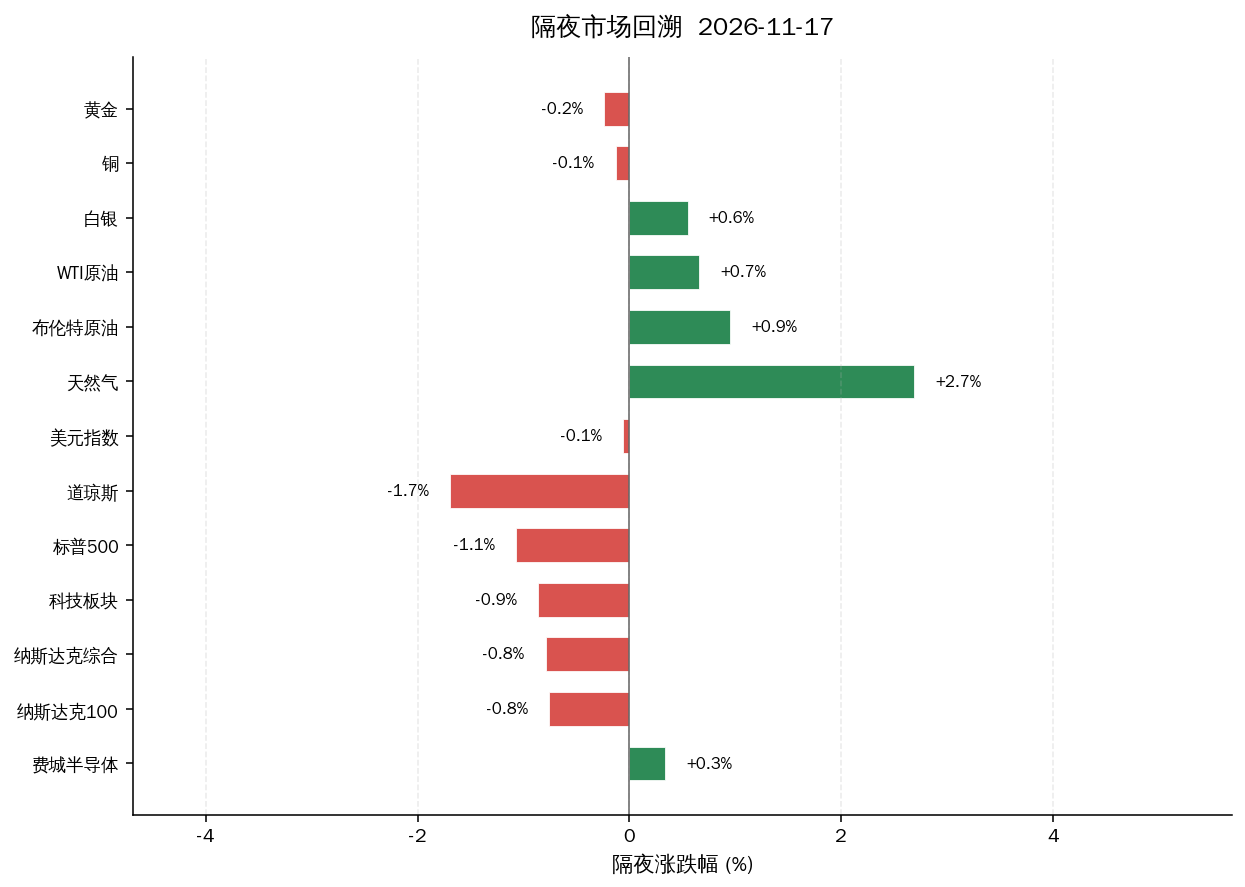 隔夜市场回溯 2026-11-17
黄金 -0.2%
铜 -0.1%
白银 +0.6%
WTI原油 +0.7%
布伦特原油 +0.9%
天然气 +2.7%
美元指数 -0.1%
道琼斯 -1.7%
标普500 -1.1%
科技板块 -0.9%
纳斯达克综合 -0.8%
纳斯达克100 -0.8%
费城半导体 +0.3%
-4 -2 0 2 4
隔夜涨跌幅 (%)